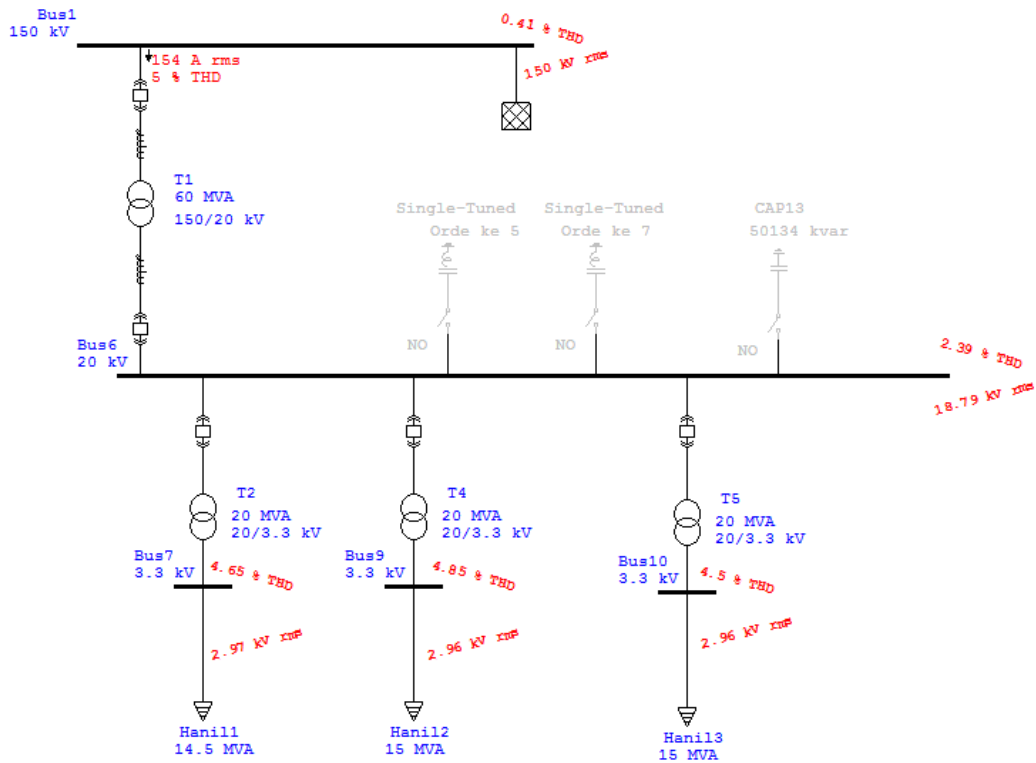 Bus1
150 kV
0.41 % THD
150 kV rms
154 A rms
5 % THD
T1
60 MVA
150/20 kV
Single-Tuned
Orde ke 5
Single-Tuned
Orde ke 7
CAP13
50134 kvar
NO
NO
NO
Bus6
20 kV
2.39 % THD
18.79 kV rms
T2
20 MVA
20/3.3 kV
T4
20 MVA
20/3.3 kV
T5
20 MVA
20/3.3 kV
Bus7
3.3 kV
4.65 % THD
2.97 kV rms
Bus9
3.3 kV
4.85 % THD
2.96 kV rms
Bus10
3.3 kV
4.5 % THD
2.96 kV rms
Hanil1
14.5 MVA
Hanil2
15 MVA
Hanil3
15 MVA